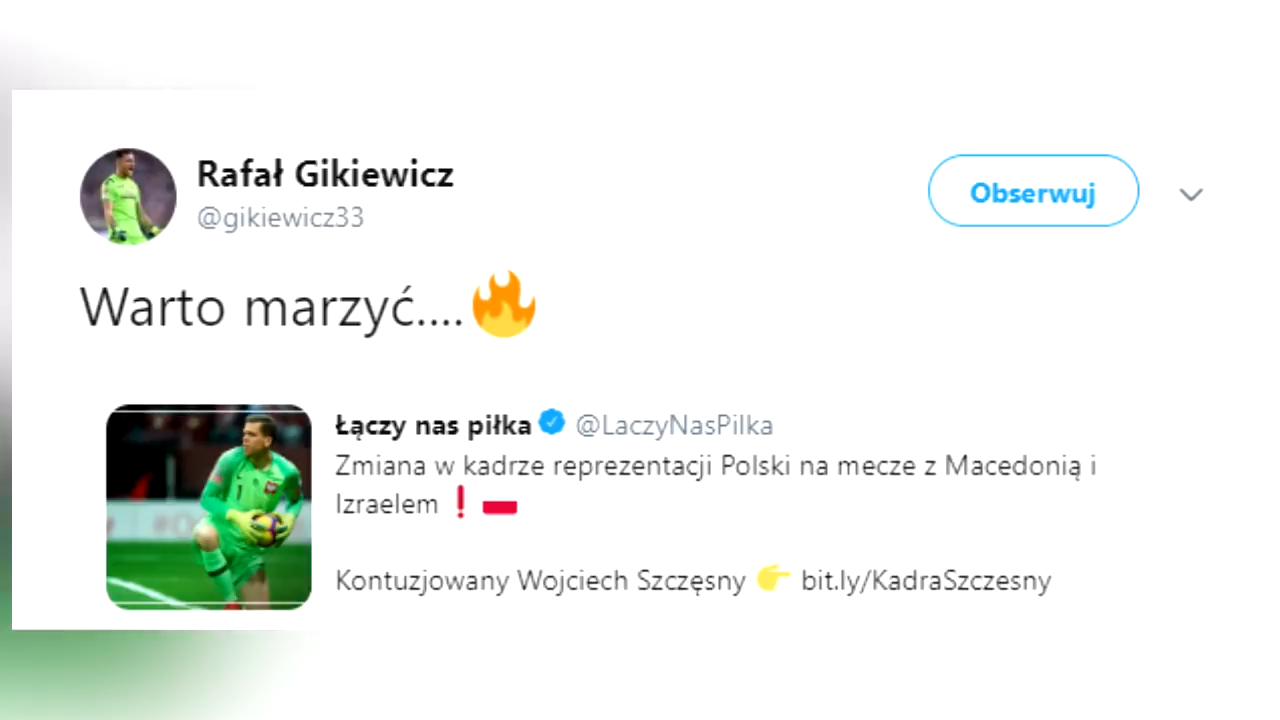 Rafał Gikiewicz
@gikiewicz33
Obserwuj
Warto marzyć....🔥
Łączy nas piłka @LaczyNasPilka
Zmiana w kadrze reprezentacji Polski na mecze z Macedonią i
Izraelem ❗🇵🇱
Kontuzjowany Wojciech Szczęsny 👉 bit.ly/KadraSzczesny